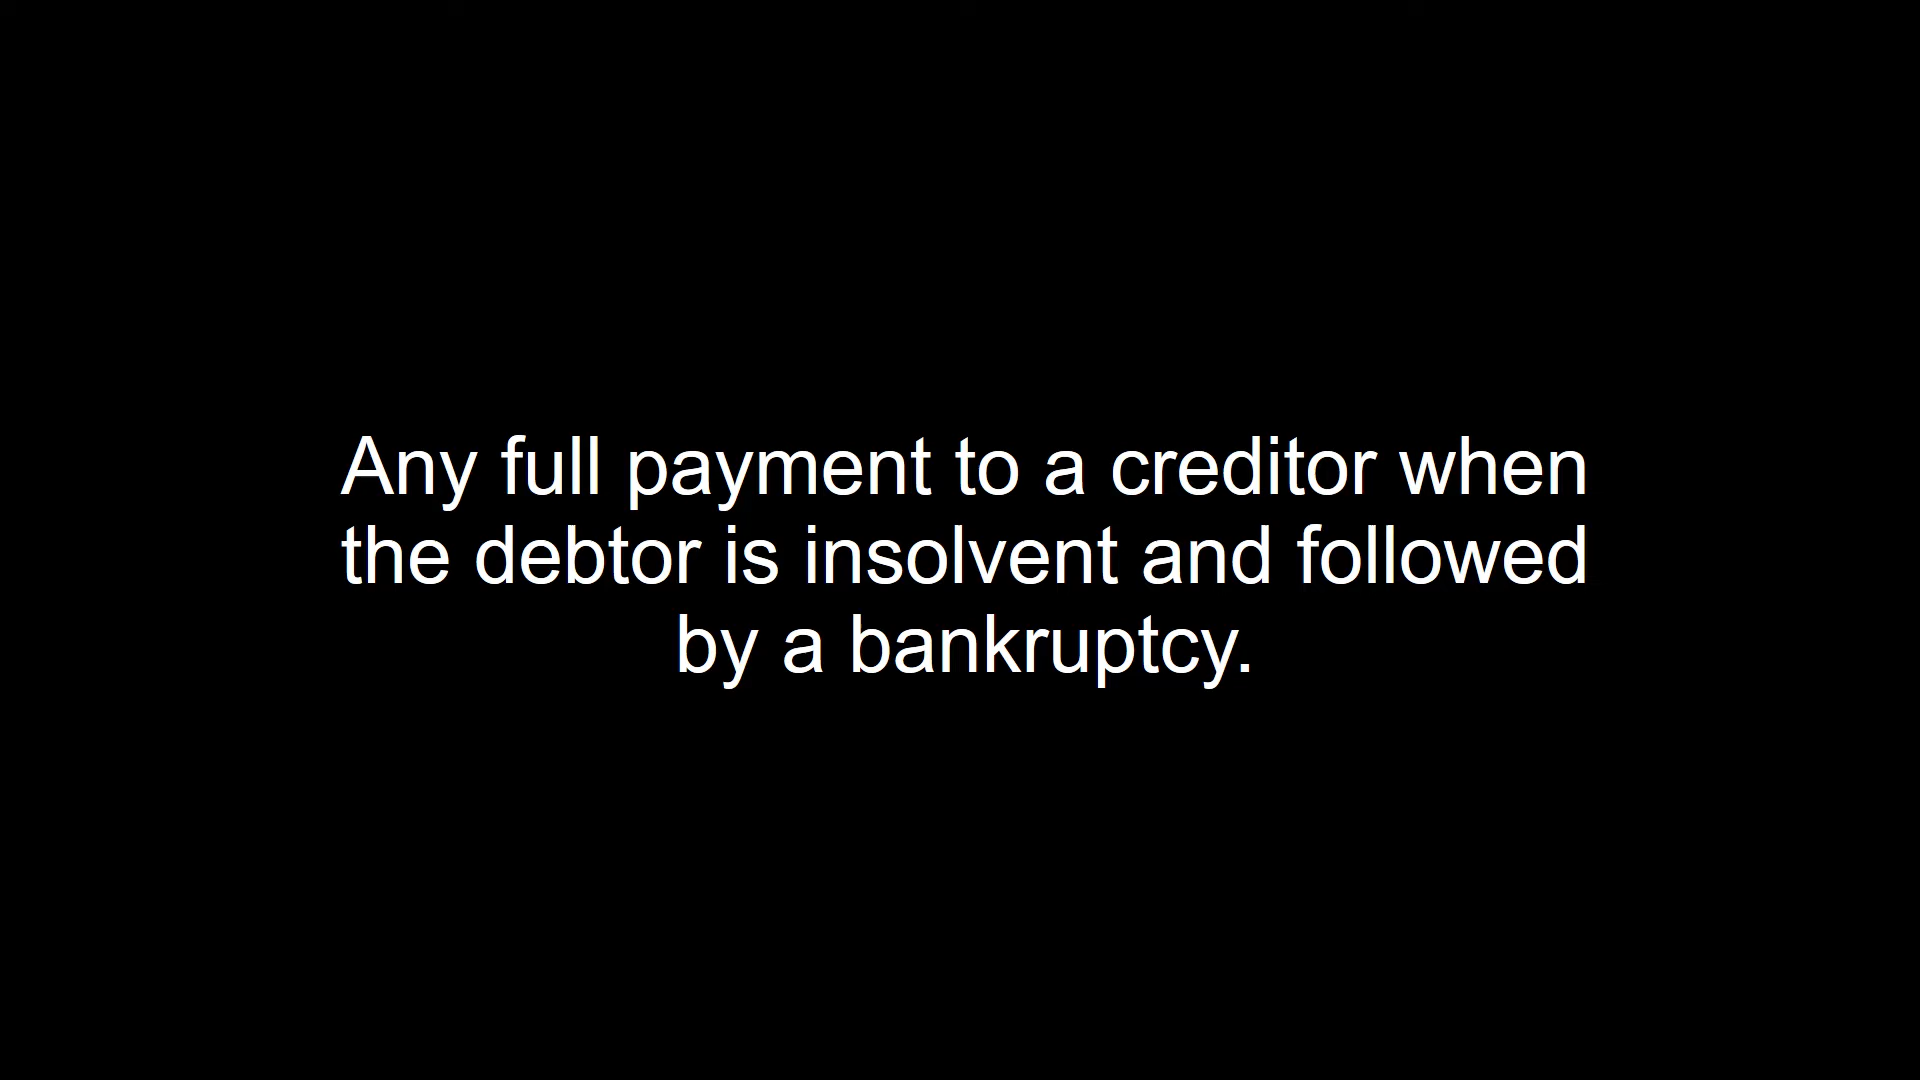 Any full payment to a creditor when
the debtor is insolvent and followed
by a bankruptcy.